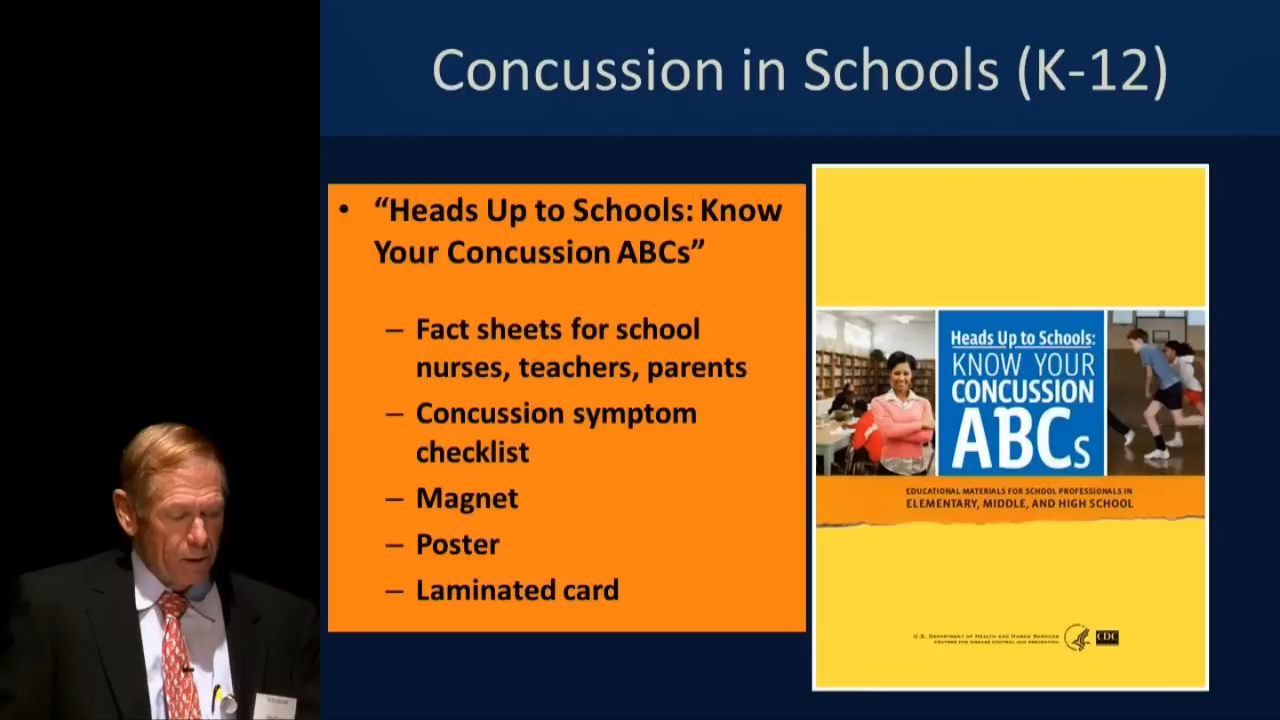 Concussion in Schools (K-12)
• “Heads Up to Schools: Know
Your Concussion ABCs”
– Fact sheets for school
nurses, teachers, parents
– Concussion symptom
checklist
– Magnet
– Poster
– Laminated card
Heads Up to Schools:
KNOW YOUR
CONCUSSION
ABCs
EDUCATIONAL MATERIALS FOR SCHOOL PROFESSIONALS IN
ELEMENTARY, MIDDLE, AND HIGH SCHOOL
U.S. DEPARTMENT OF HEALTH AND HUMAN SERVICES
CENTERS FOR DISEASE CONTROL AND PREVENTION
CDC